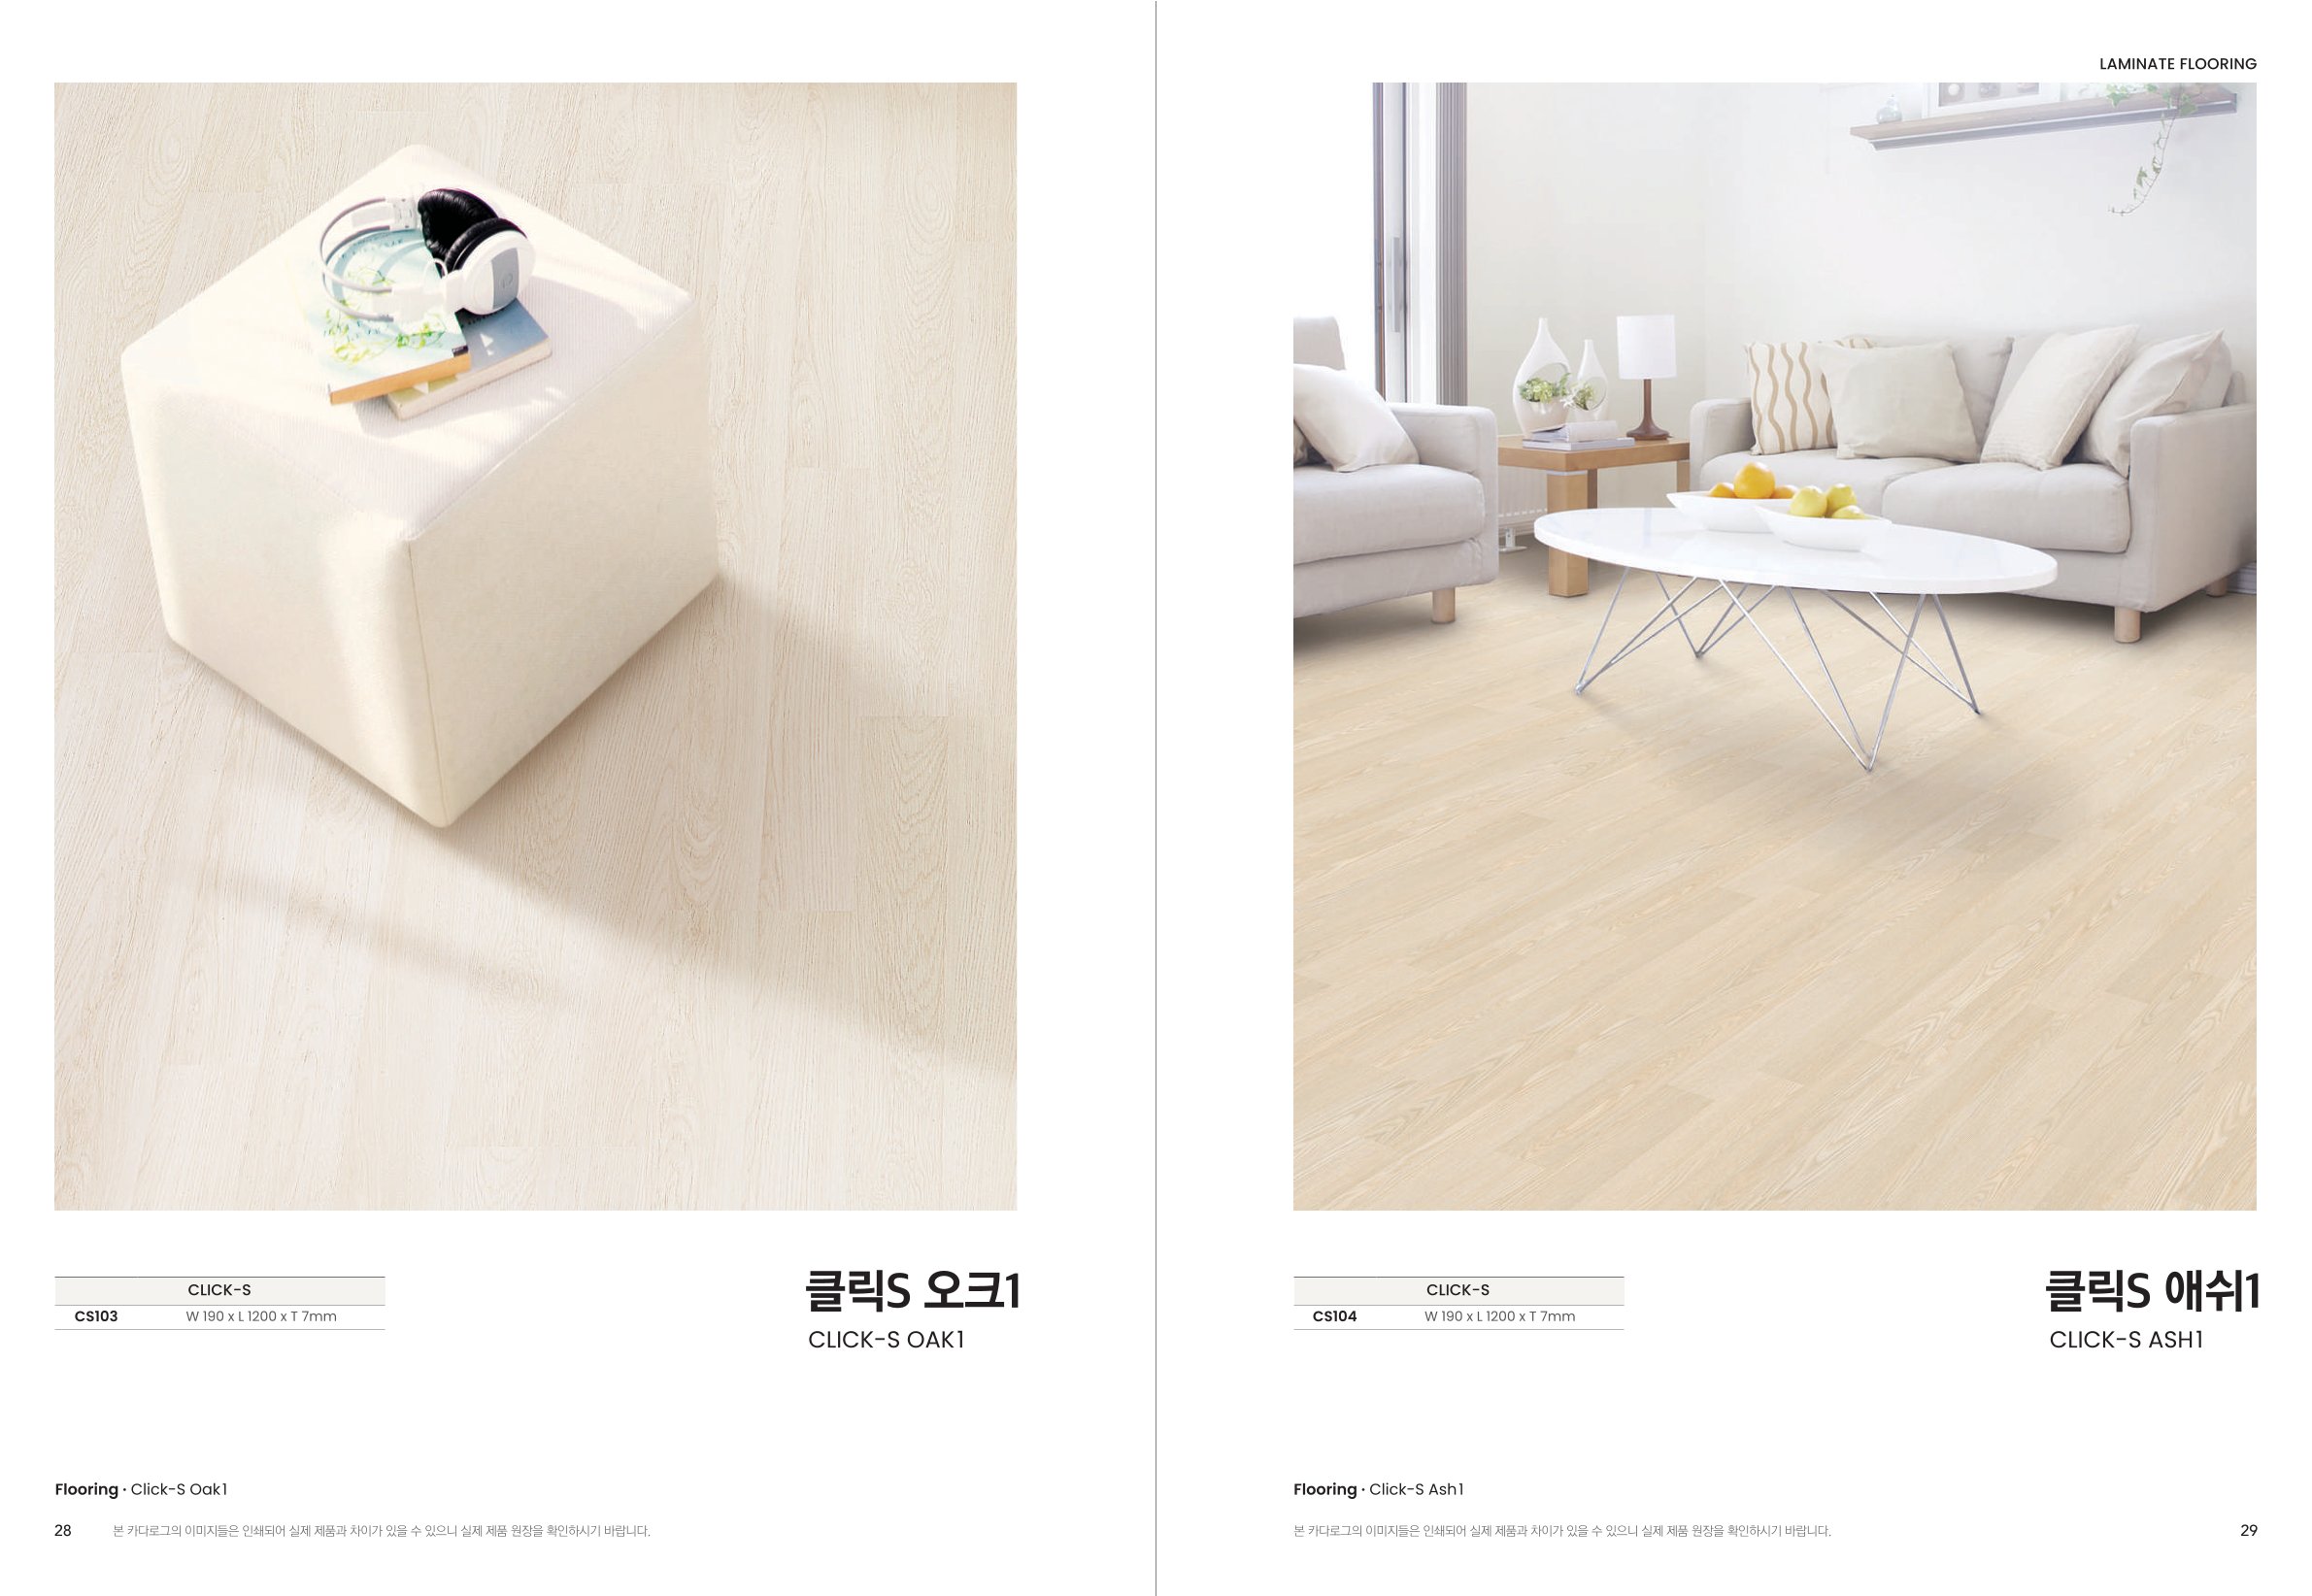 CLICK-S
CS103 W 190 x L 1200 x T 7mm
클릭S 오크1
CLICK-S OAK1
Flooring · Click-S Oak1
28 본 카다로그의 이미지들은 인쇄되어 실제 제품과 차이가 있을 수 있으니 실제 제품 원장을 확인하시기 바랍니다.
LAMINATE FLOORING
CLICK-S
CS104 W 190 x L 1200 x T 7mm
클릭S 애쉬1
CLICK-S ASH1
Flooring · Click-S Ash1
본 카다로그의 이미지들은 인쇄되어 실제 제품과 차이가 있을 수 있으니 실제 제품 원장을 확인하시기 바랍니다. 29